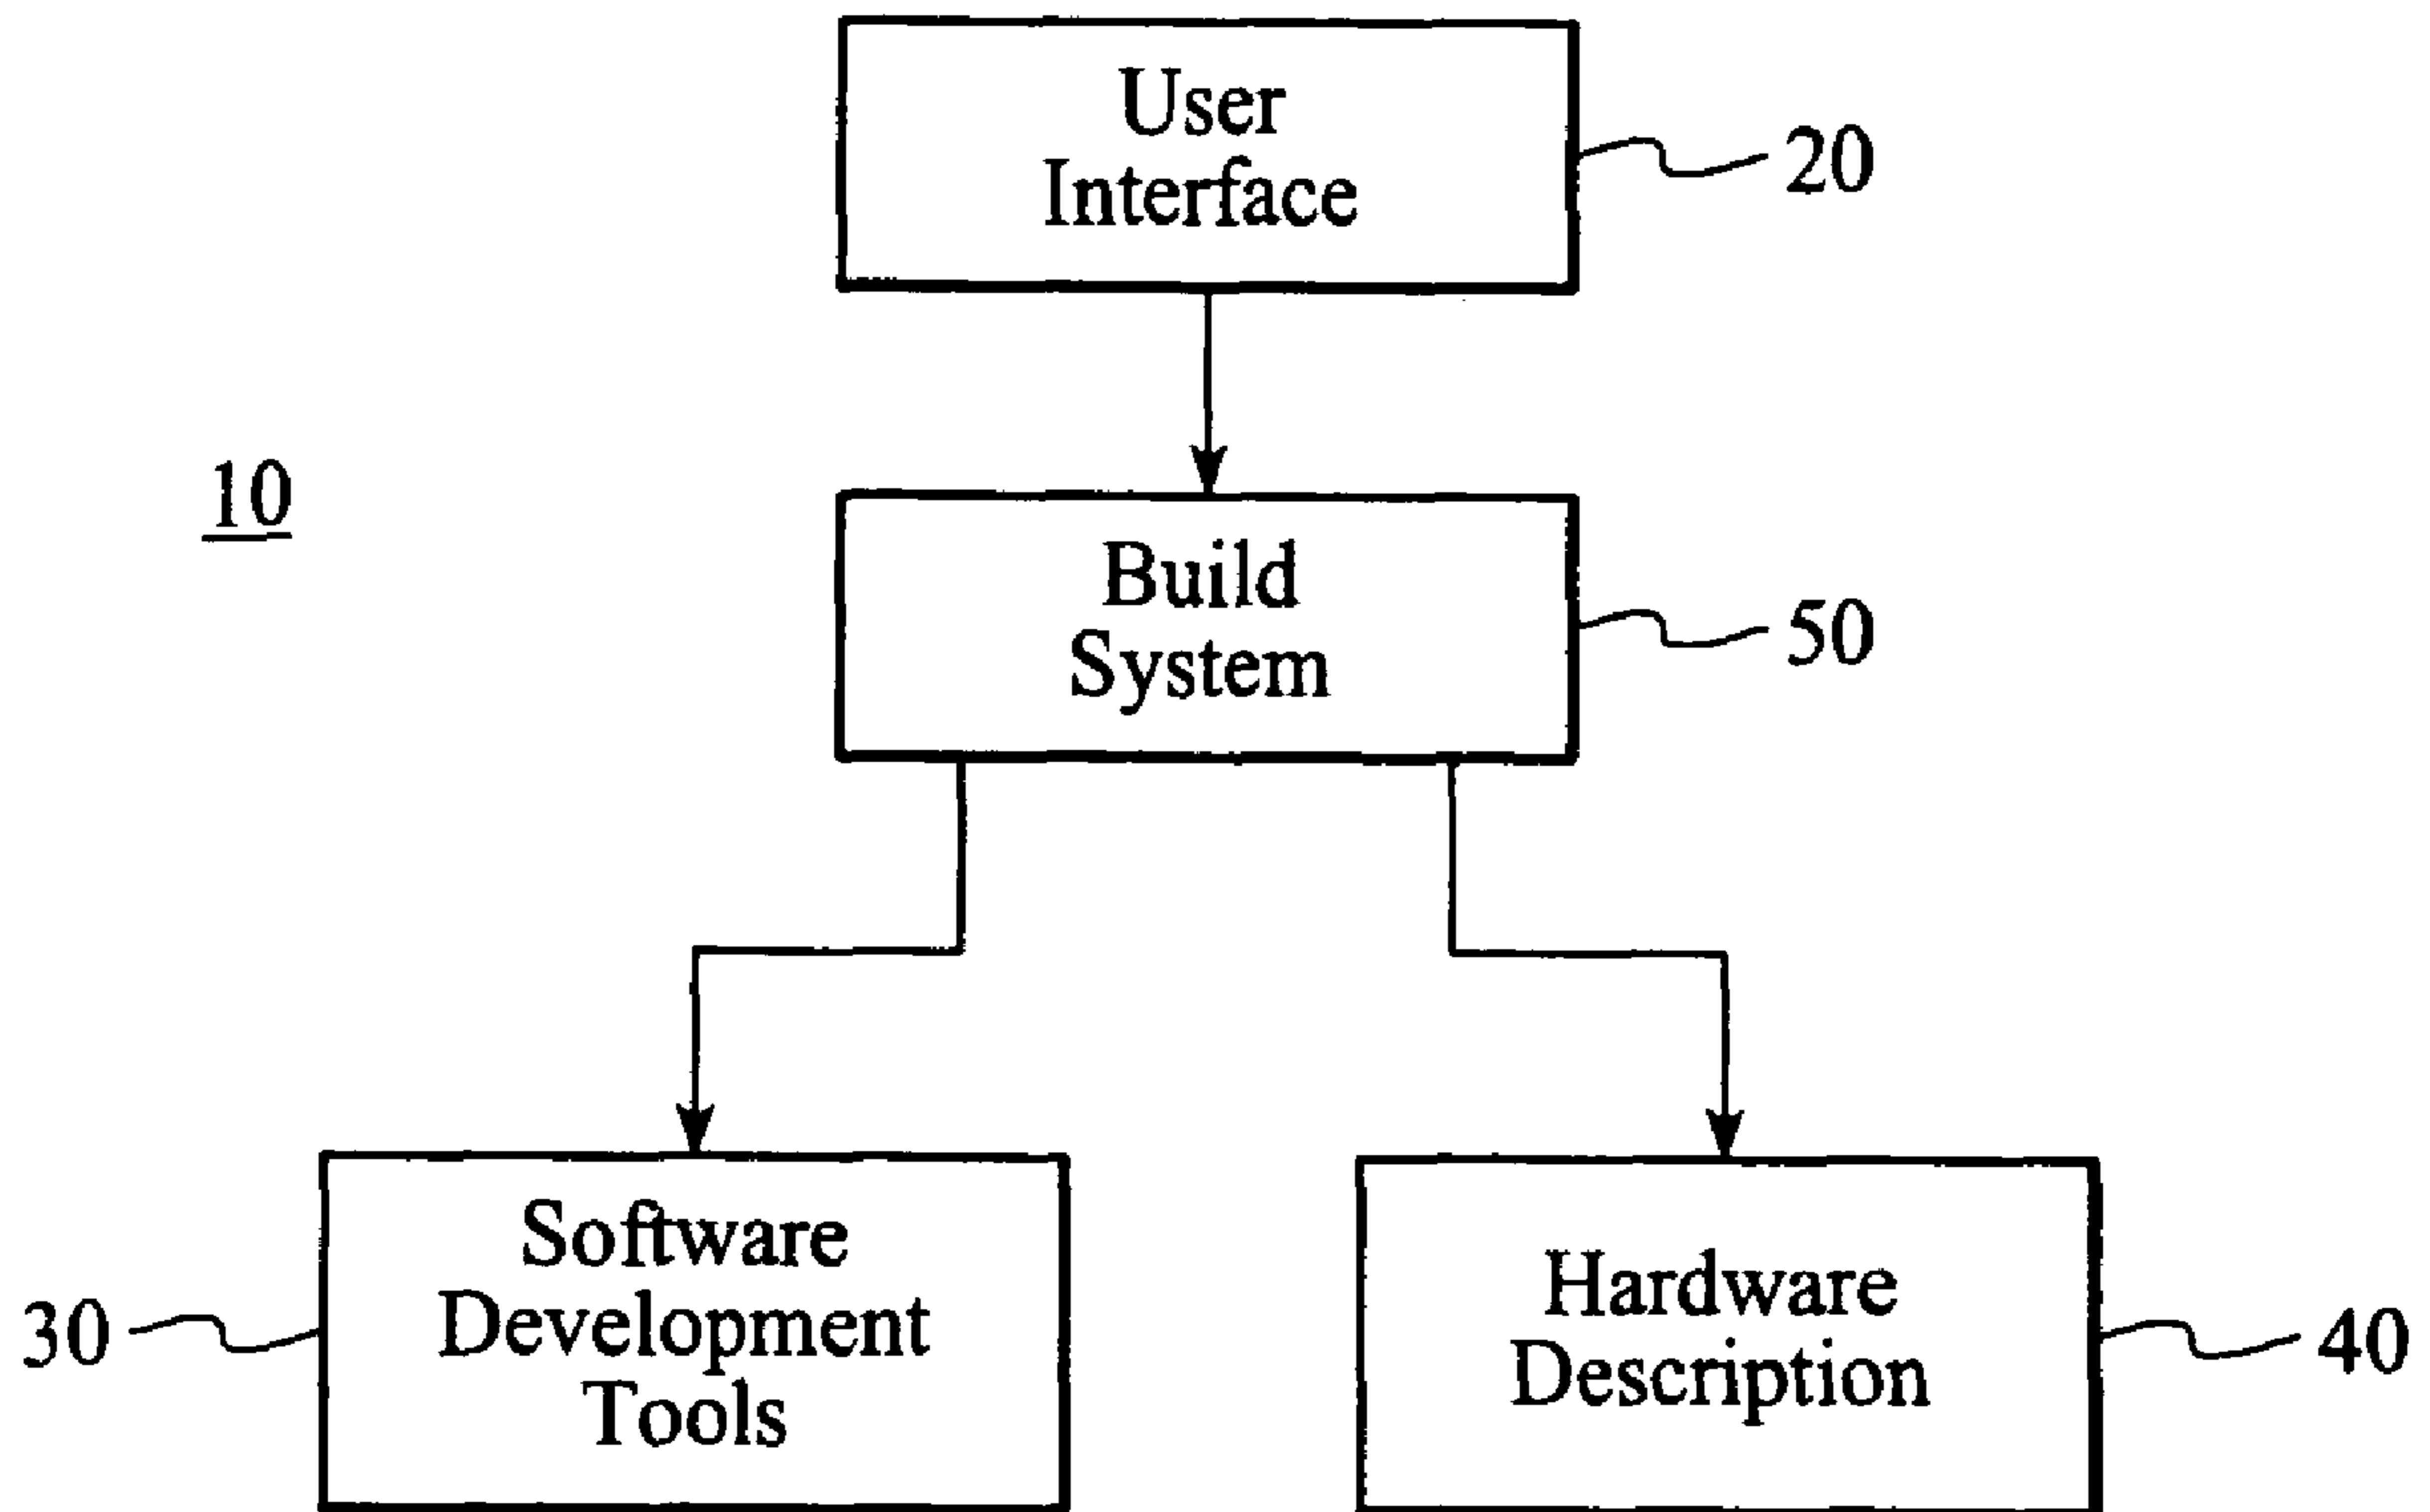 User
Interface
20
10
Build
System
50
Software
Development
Tools
30
Hardware
Description
40